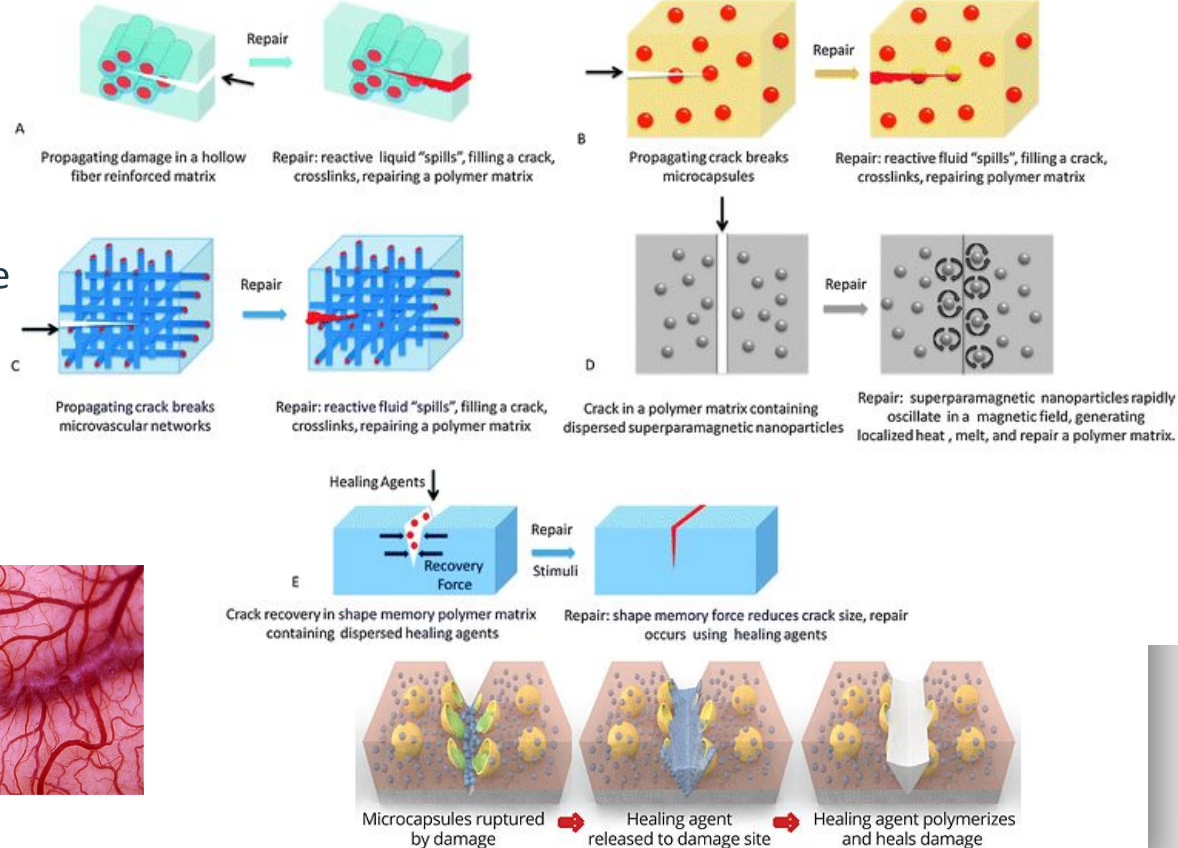 Repair
A
Propagating damage in a hollow
fiber reinforced matrix
Repair: reactive liquid "spills", filling a crack,
crosslinks, repairing a polymer matrix
Repair
B
Propagating crack breaks
microcapsules
Repair: reactive fluid "spills", filling a crack,
crosslinks, repairing polymer matrix
e
Repair
C
Propagating crack breaks
microvascular networks
Repair: reactive fluid "spills", filling a crack,
crosslinks, repairing a polymer matrix
Repair
D
Crack in a polymer matrix containing
dispersed superparamagnetic nanoparticles
Repair: superparamagnetic nanoparticles rapidly
oscillate in a magnetic field, generating
localized heat , melt, and repair a polymer matrix.
Healing Agents
Recovery
Force
Repair
Stimuli
E
Crack recovery in shape memory polymer matrix
containing dispersed healing agents
Repair: shape memory force reduces crack size, repair
occurs using healing agents
Microcapsules ruptured
by damage
Healing agent
released to damage site
Healing agent polymerizes
and heals damage